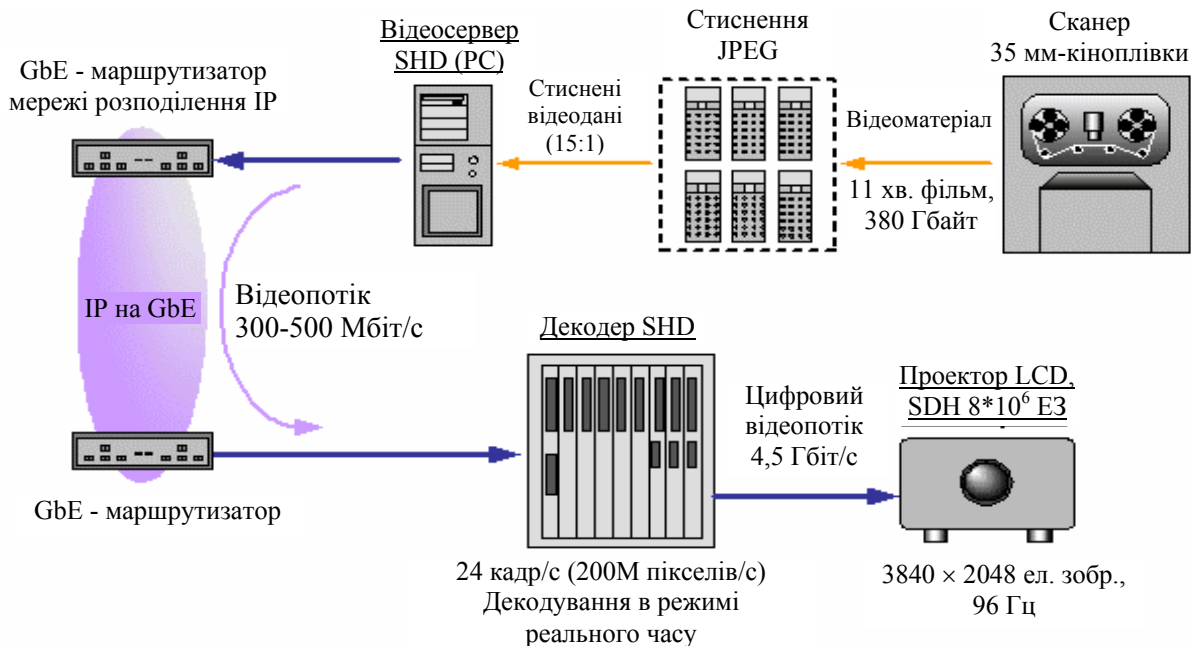 GbE - маршрутизатор
мережі розподілення IP
Відеосервер
SHD (PC)
Стиснені
відеодані
(15:1)
Стиснення
JPEG
Відеоматеріал
11 хв. фільм,
380 Гбайт
Сканер
35 мм-кіноплівки
IP на GbE
Відеопотік
300-500 Мбіт/с
GbE - маршрутизатор
Декодер SHD
24 кадр/с (200М пікселів/с)
Декодування в режимі
реального часу
Цифровий
відеопотік
4,5 Гбіт/с
Проектор LCD,
SDH 8*10⁶ ЕЗ
3840 × 2048 ел. зобр.,
96 Гц